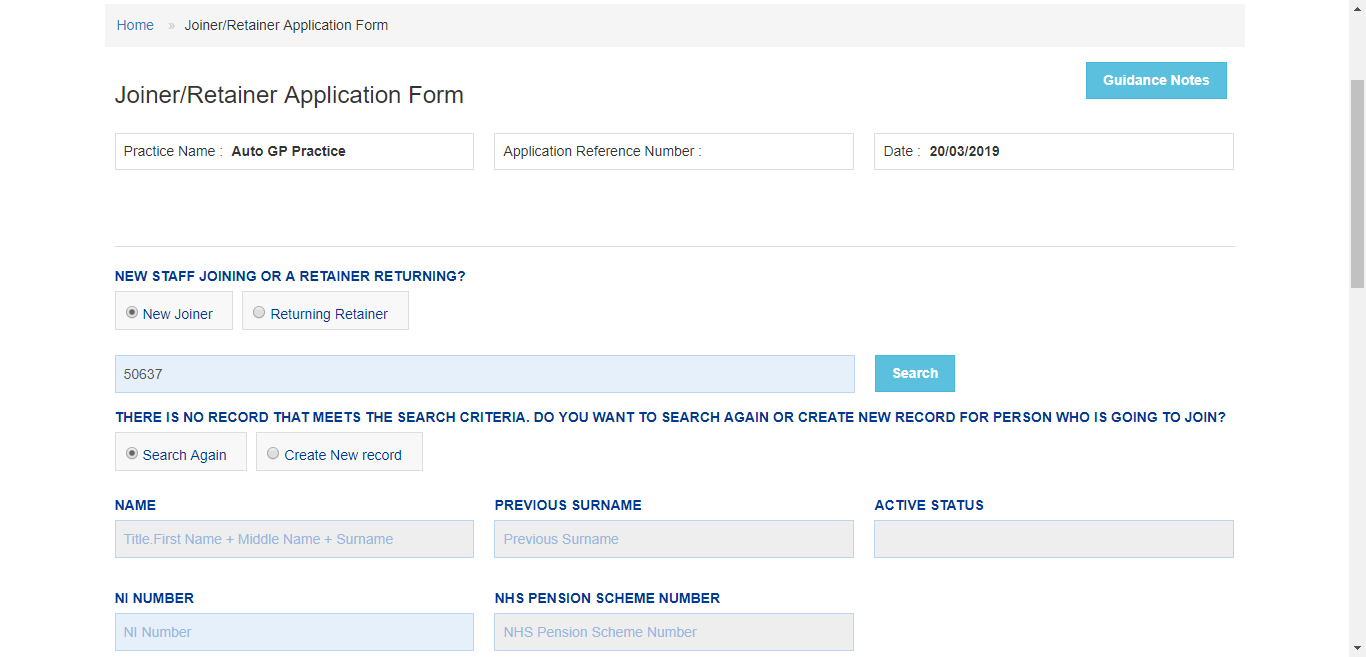 Home » Joiner/Retainer Application Form
Guidance Notes
Joiner/Retainer Application Form
Practice Name : Auto GP Practice
Application Reference Number :
Date : 20/03/2019
NEW STAFF JOINING OR A RETAINER RETURNING?
New Joiner
Returning Retainer
50637
Search
THERE IS NO RECORD THAT MEETS THE SEARCH CRITERIA. DO YOU WANT TO SEARCH AGAIN OR CREATE NEW RECORD FOR PERSON WHO IS GOING TO JOIN?
Search Again
Create New record
NAME
PREVIOUS SURNAME
ACTIVE STATUS
Title.First Name + Middle Name + Surname
Previous Surname
NI NUMBER
NHS PENSION SCHEME NUMBER
NI Number
NHS Pension Scheme Number